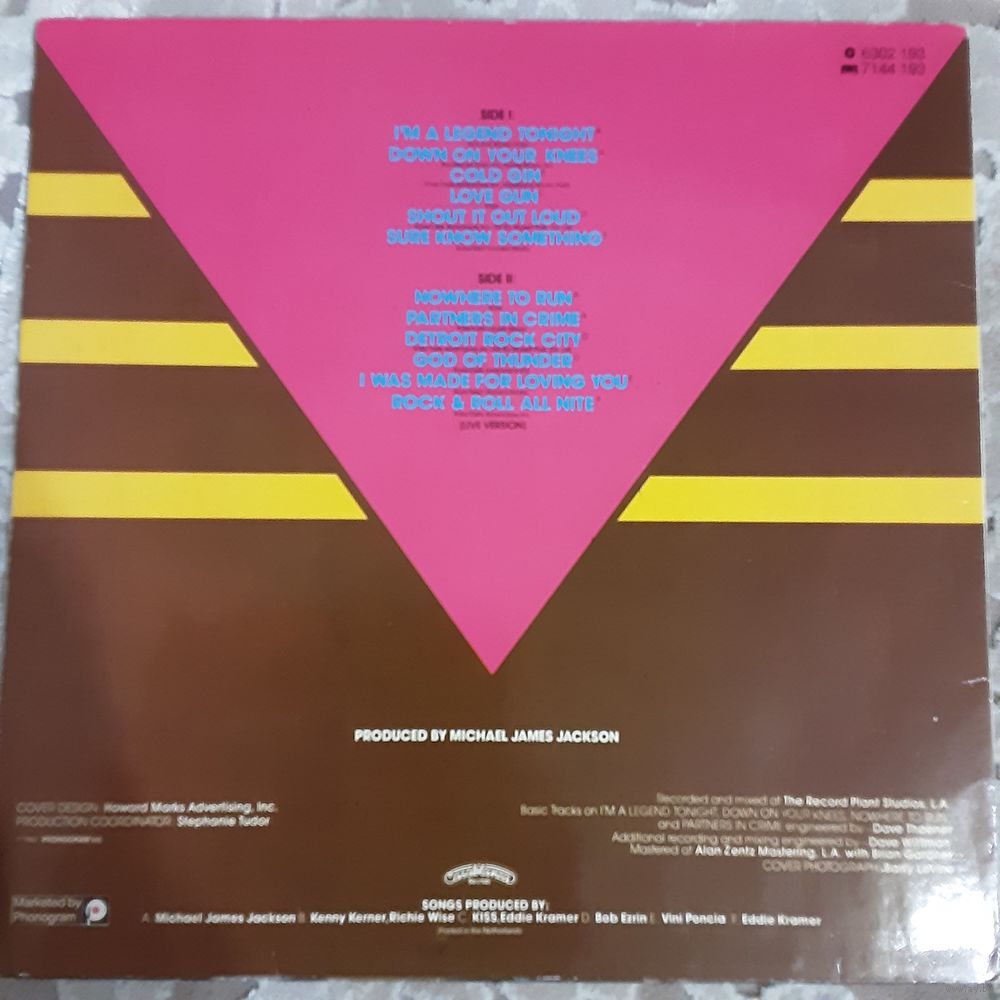 6302 193
7144 193
SIDE I:
I'M A LEGEND TONIGHT
DOWN ON YOUR KNEES
COLD GIN
LOVE GUN
SHOUT IT OUT LOUD
SURE KNOW SOMETHING
SIDE II:
NOWHERE TO RUN
PARTNERS IN CRIME
DETROIT ROCK CITY
GOD OF THUNDER
I WAS MADE FOR LOVING YOU
ROCK & ROLL ALL NITE
(LIVE VERSION)
PRODUCED BY MICHAEL JAMES JACKSON
COVER DESIGN: Howard Marks Advertising, Inc.
PRODUCTION COORDINATOR: Stephanie Tudor
Recorded and mixed at The Record Plant Studios, L.A.
Basic Tracks on I'M A LEGEND TONIGHT, DOWN ON YOUR KNEES, NOWHERE TO RUN
and PARTNERS IN CRIME engineered by Dave
Additional recording and mixing engineered by Dave
Mastered at Alan Zentz Mastering, L.A. with Brian
COVER PHOTOGRAPH: Barry
Casablanca
SONGS PRODUCED BY:
Marketed by
Phonogram
A. Michael James Jackson B. Kenny Kerner, Richie Wise C. KISS, Eddie Kramer D. Bob Ezrin E. Vini Poncia F. Eddie Kramer
Printed in the Netherlands